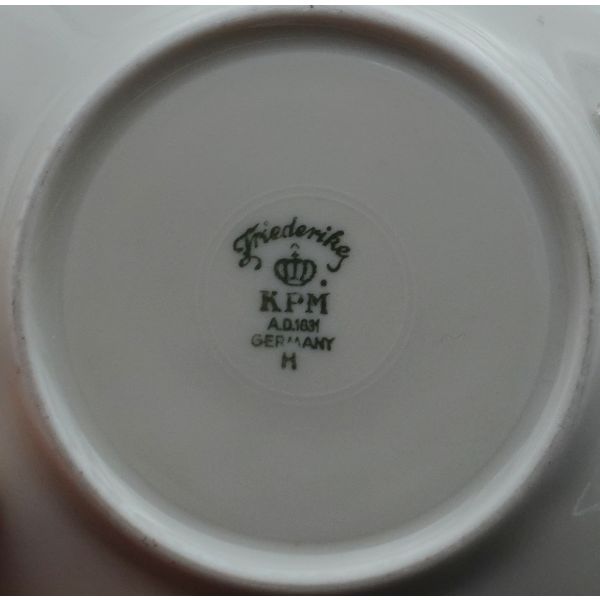 Friederike
KPM
A.D.1831
GERMANY
H